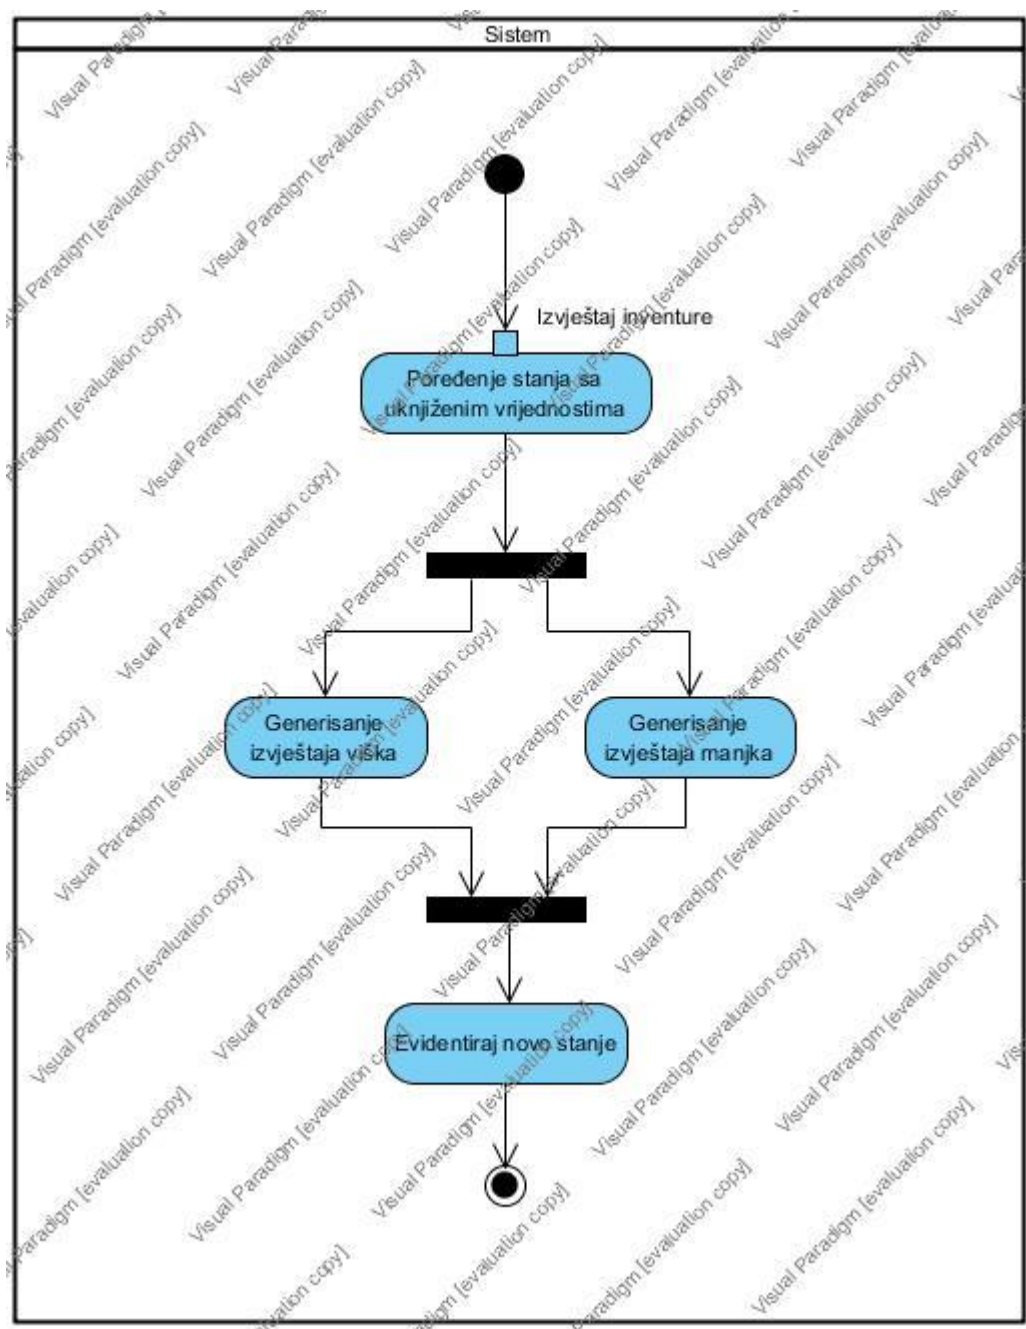 Sistem
Izvještaj inventure
Poređenje stanja sa
uknjiženim vrijednostima
Generisanje
izvještaja viška
Generisanje
izvještaja manjka
Evidentiraj novo stanje
Visual Paradigm [evaluation copy]